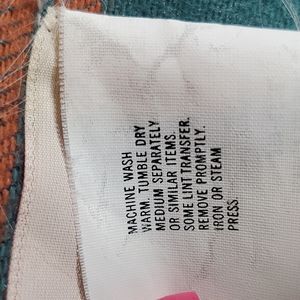 MACHINE WASH
WARM. TUMBLE DRY
MEDIUM SEPARATELY
OR SIMILAR ITEMS.
SOME LINT TRANSFER.
REMOVE PROMPTLY.
IRON OR STEAM
PRESS.